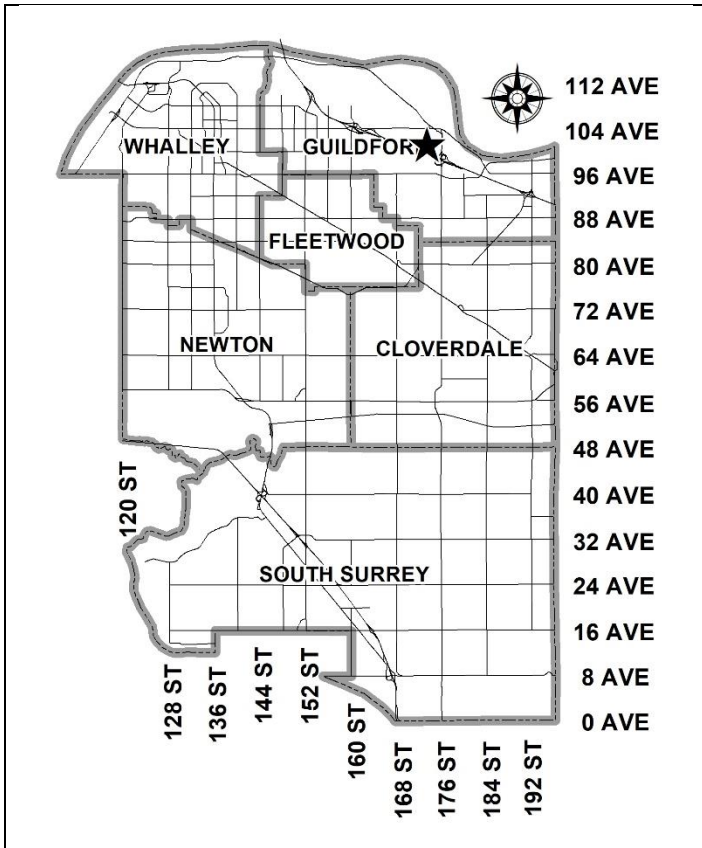 112 AVE
104 AVE
WHALLEY
GUILDFOR
96 AVE
88 AVE
FLEETWOOD
80 AVE
72 AVE
NEWTON
CLOVERDALE
64 AVE
56 AVE
48 AVE
120 ST
40 AVE
32 AVE
SOUTH SURREY
24 AVE
16 AVE
8 AVE
128 ST
136 ST
144 ST
152 ST
160 ST
0 AVE
168 ST
176 ST
184 ST
192 ST